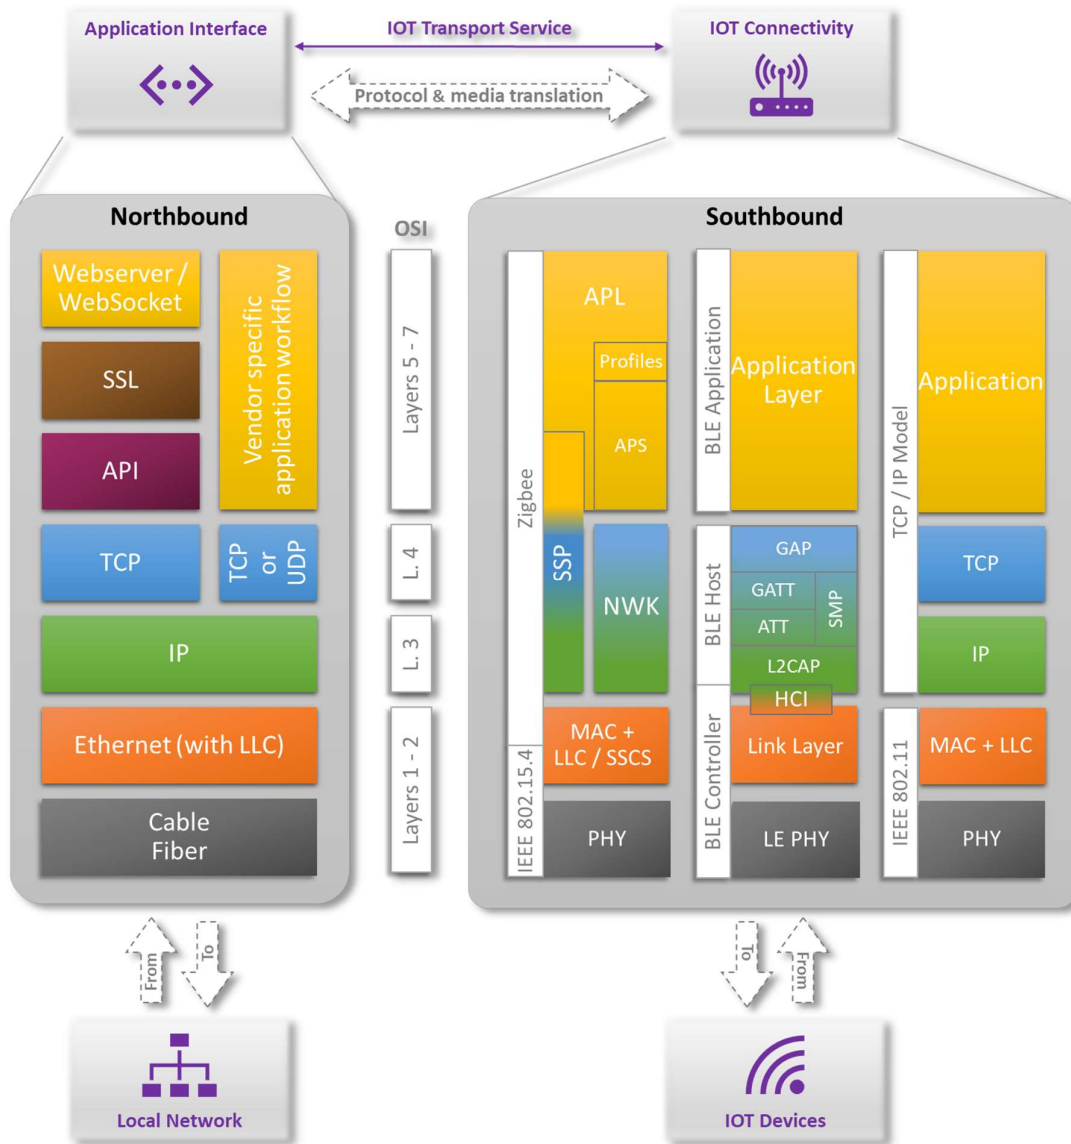 Application Interface
IOT Transport Service
IOT Connectivity
Protocol & media translation
Northbound
OSI
Southbound
Webserver /
WebSocket
SSL
API
TCP
IP
Ethernet (with LLC)
Cable
Fiber
Vendor specific
application workflow
TCP
or
UDP
Layers 5 - 7
L. 4
L. 3
Layers 1 - 2
Zigbee
IEEE 802.15.4
APL
Profiles
APS
SSP
NWK
MAC +
LLC / SSCS
PHY
BLE Application
BLE Host
BLE Controller
Application
Layer
GAP
GATT
SMP
ATT
L2CAP
HCI
Link Layer
LE PHY
TCP / IP Model
IEEE 802.11
Application
TCP
IP
MAC + LLC
PHY
From
To
To
From
Local Network
IOT Devices